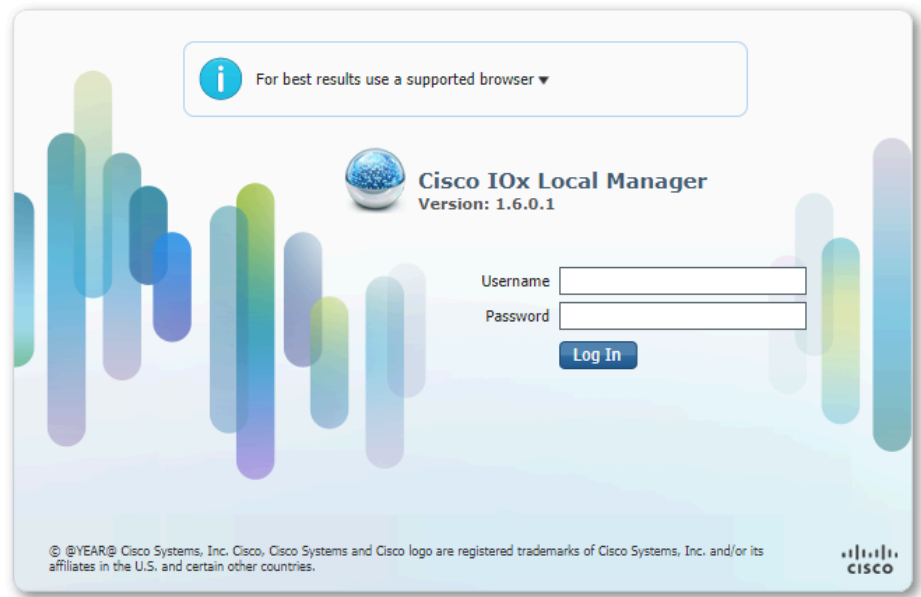 For best results use a supported browser ▾
Cisco IOx Local Manager
Version: 1.6.0.1
Username
Password
Log In
© @YEAR@ Cisco Systems, Inc. Cisco, Cisco Systems and Cisco logo are registered trademarks of Cisco Systems, Inc. and/or its
affiliates in the U.S. and certain other countries.
CISCO